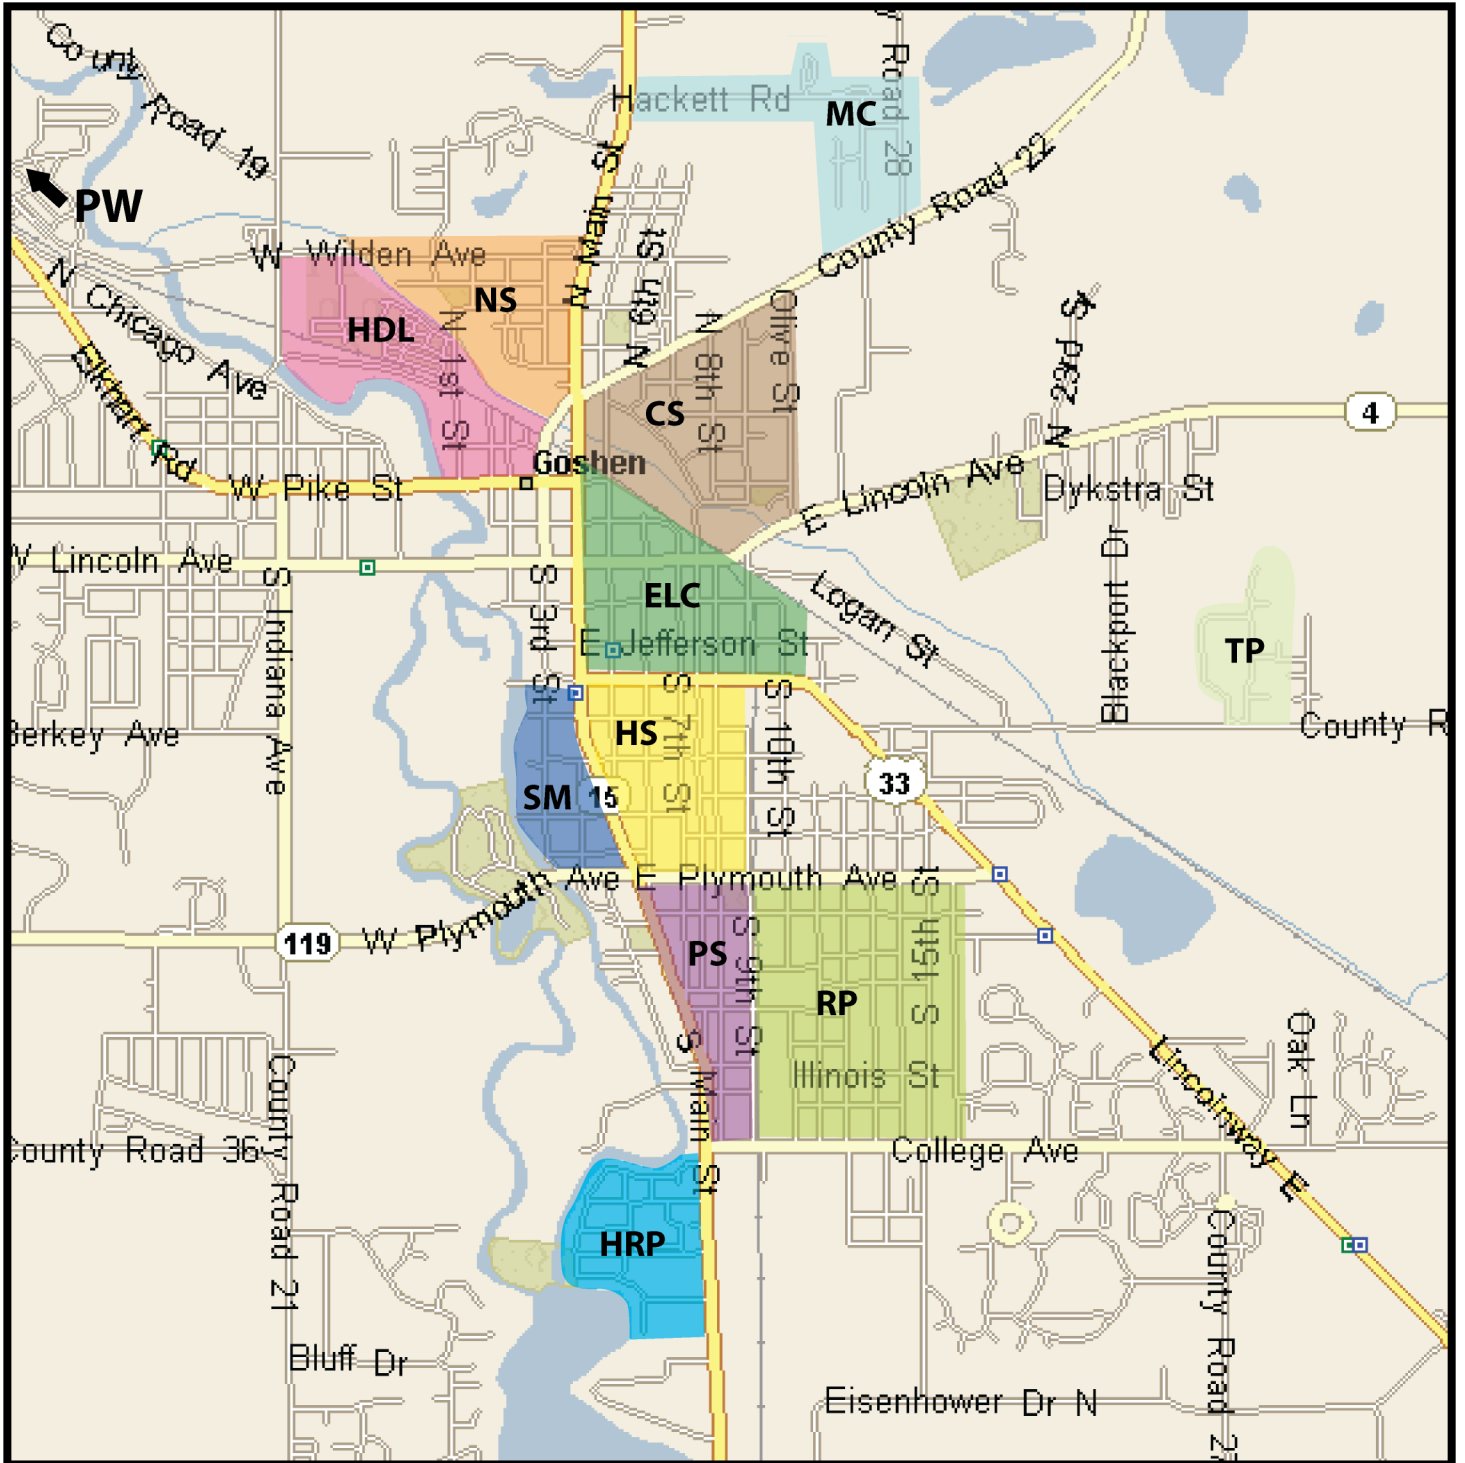 County Road 19
Road 28
Hackett Rd
MC
County Road 22
PW
N Main St
N 6th St
W Wilden Ave
NS
HDL
N 1st St
N Chicago Ave
Elkhart Rd
N 8th St
Olive St
CS
N 23rd St
4
Goshen
W Pike St
E Lincoln Ave
Dykstra St
W Lincoln Ave
S 3rd St
ELC
E Jefferson St
Logan St
Blackport Dr
TP
S Indiana Ave
Berkey Ave
HS
S 7th St
S 10th St
County R
33
SM
15
W Plymouth Ave
E Plymouth Ave
119
PS
S 9th St
RP
S 15th St
Illinois St
S Main St
Oak Ln
Lincolnway E
County Road 36
County Road 21
College Ave
HRP
County Road 27
Bluff Dr
Eisenhower Dr N